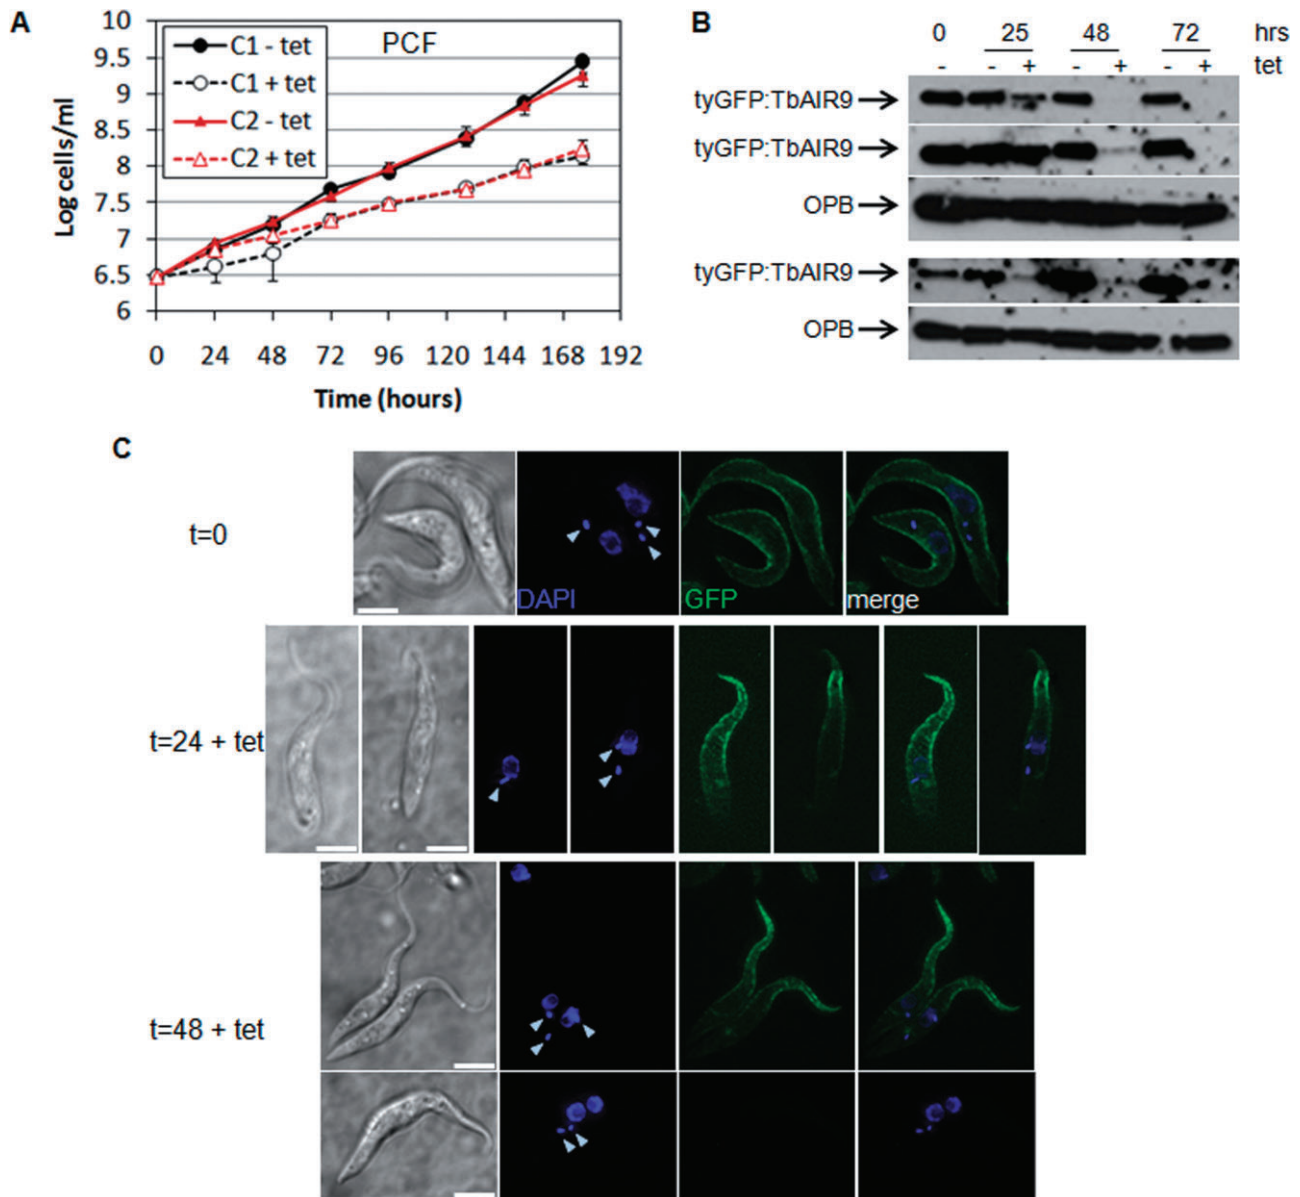 A
10
9.5
9
8.5
8
7.5
7
6.5
6
Log cells/ml
C1 - tet
C1 + tet
C2 - tet
C2 + tet
PCF
0 24 48 72 96 120 144 168 192
Time (hours)
B
0 25 48 72 hrs
- - + - + - + tet
tyGFP:TbAIR9
tyGFP:TbAIR9
OPB
tyGFP:TbAIR9
OPB
C
t=0
DAPI GFP merge
t=24 + tet
t=48 + tet